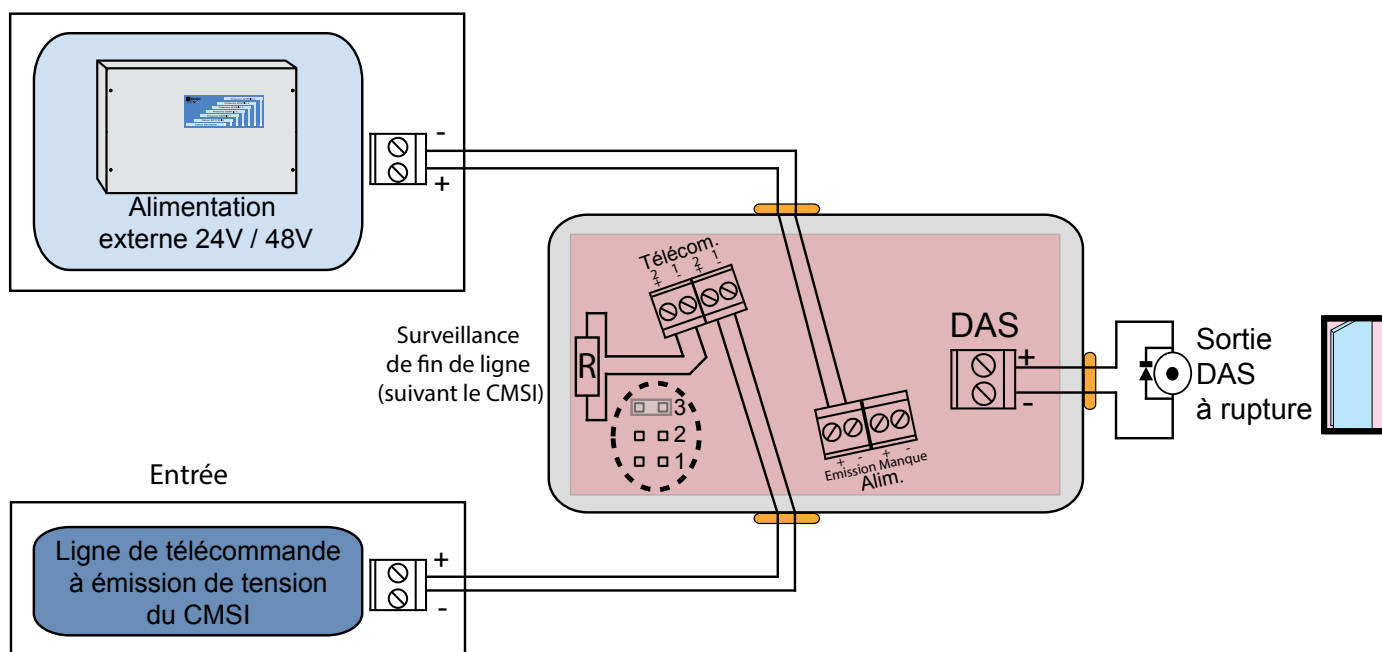 -
+
Alimentation
externe 24V / 48V
Télécom.
2 1 2 1
+ - + -
Surveillance
de fin de ligne
(suivant le CMSI)
R
3
2
1
DAS
+
-
Sortie
DAS
à rupture
+ - + -
Emission Manque
Alim.
Entrée
Ligne de télécommande
à émission de tension
du CMSI
+
-